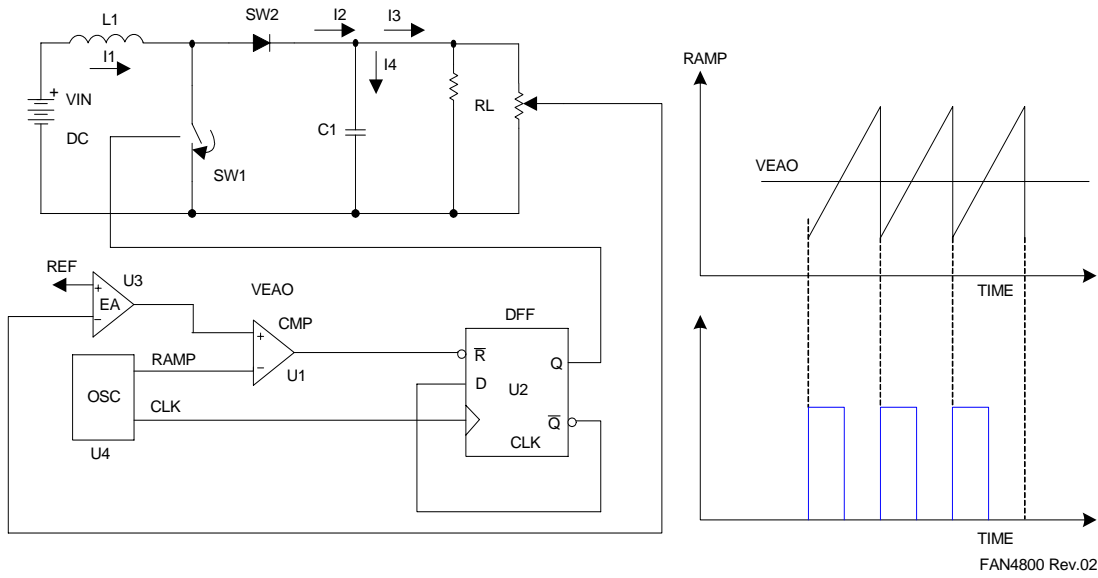 L1
SW2
I2
I3
I1
I4
+
VIN
DC
SW1
C1
RL
REF
U3
+
EA
−
VEAO
CMP
+
−
U1
RAMP
OSC
CLK
U4
DFF
R
Q
D
U2
Q
CLK
RAMP
VEAO
TIME
TIME
FAN4800 Rev.02